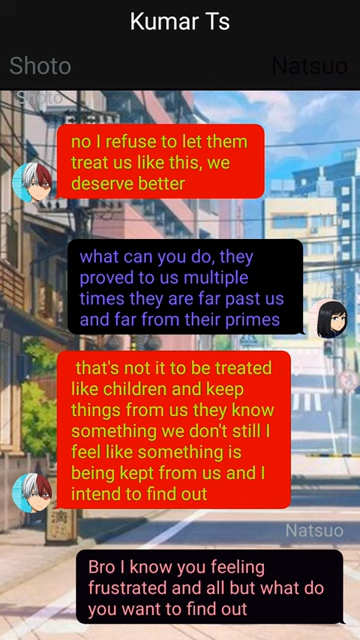 Kumar Ts
Shoto
Natsuo
Shoto
no I refuse to let them
treat us like this, we
deserve better
what can you do, they
proved to us multiple
times they are far past us
and far from their primes
that's not it to be treated
like children and keep
things from us they know
something we don't still I
feel like something is
being kept from us and I
intend to find out
Natsuo
Bro I know you feeling
frustrated and all but what do
you want to find out